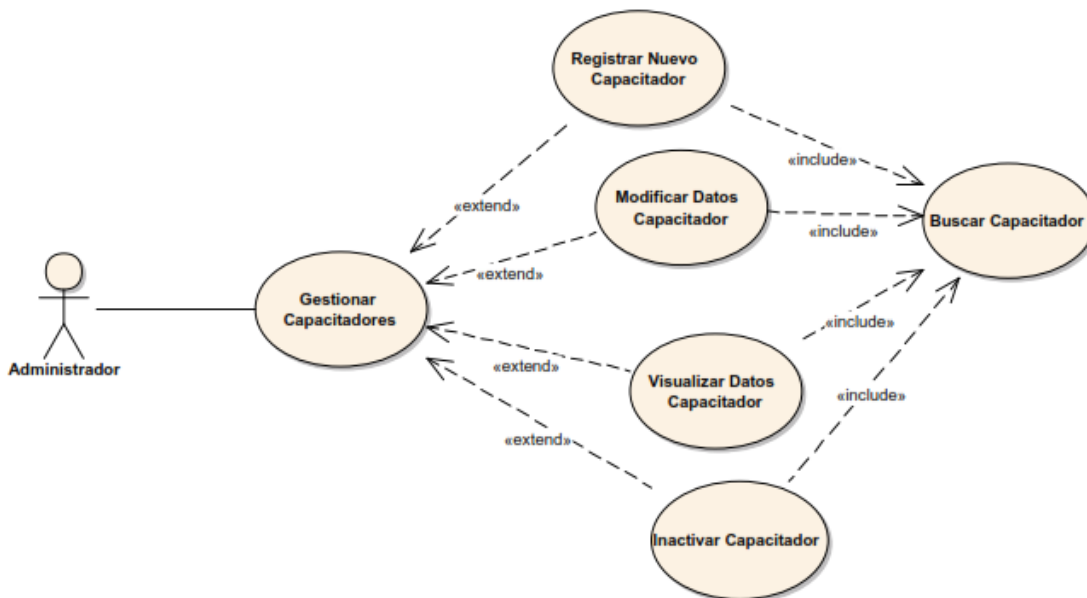 Registrar Nuevo
Capacitador
«include»
Modificar Datos
Capacitador
«extend»
Buscar Capacitador
«include»
«extend»
Gestionar
Capacitadores
Administrador
«include»
«extend»
Visualizar Datos
Capacitador
«include»
«extend»
Inactivar Capacitador